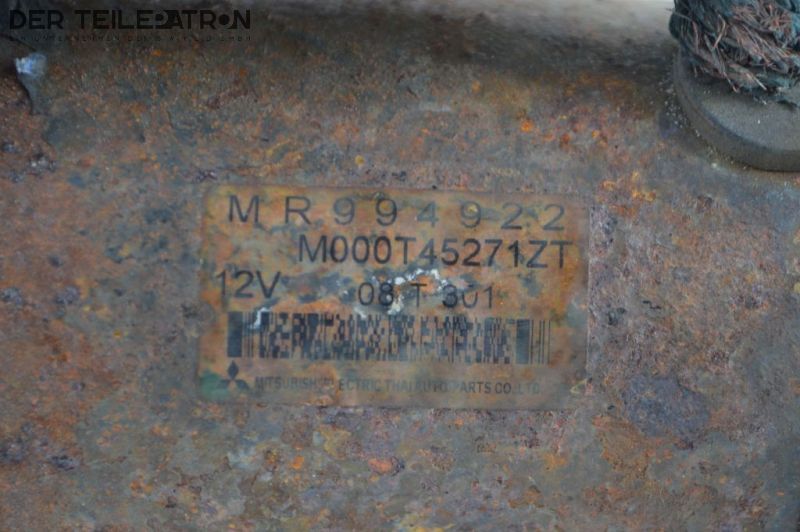 DER TEILEPATRON
MR994922
M000T45271ZT
12V 08 T 301
MITSUBISHI ELECTRIC THAI AUTO PARTS CO.,LTD.